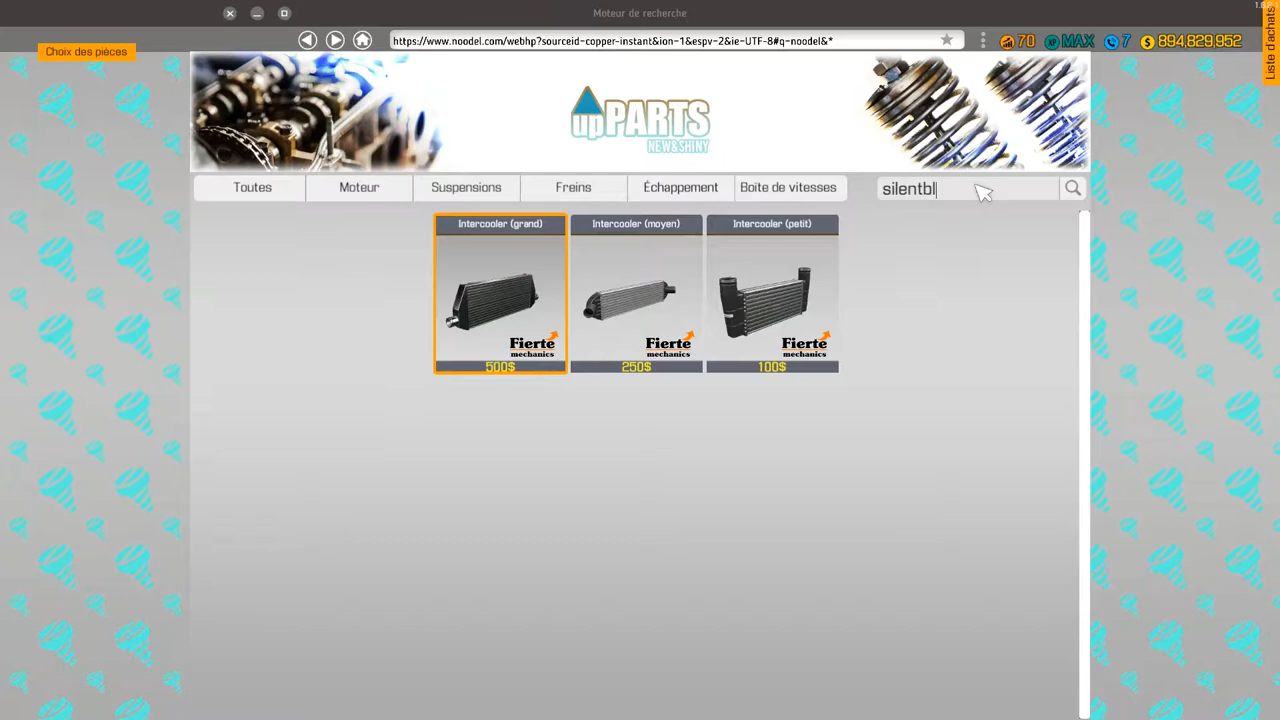 Moteur de recherche
Choix des pièces
https://www.noodel.com/webhp?sourceid-copper-instant&ion-1&espv-2&ie-UTF-8#q-noodel&*
70 XP MAX 7 $ 894,829,952
Liste d'achats
upPARTS
NEW&SHINY
Toutes Moteur Suspensions Freins Échappement Boite de vitesses silentbl
Intercooler (grand) Intercooler (moyen) Intercooler (petit)
Fierte mechanics Fierte mechanics Fierte mechanics
500$ 250$ 100$